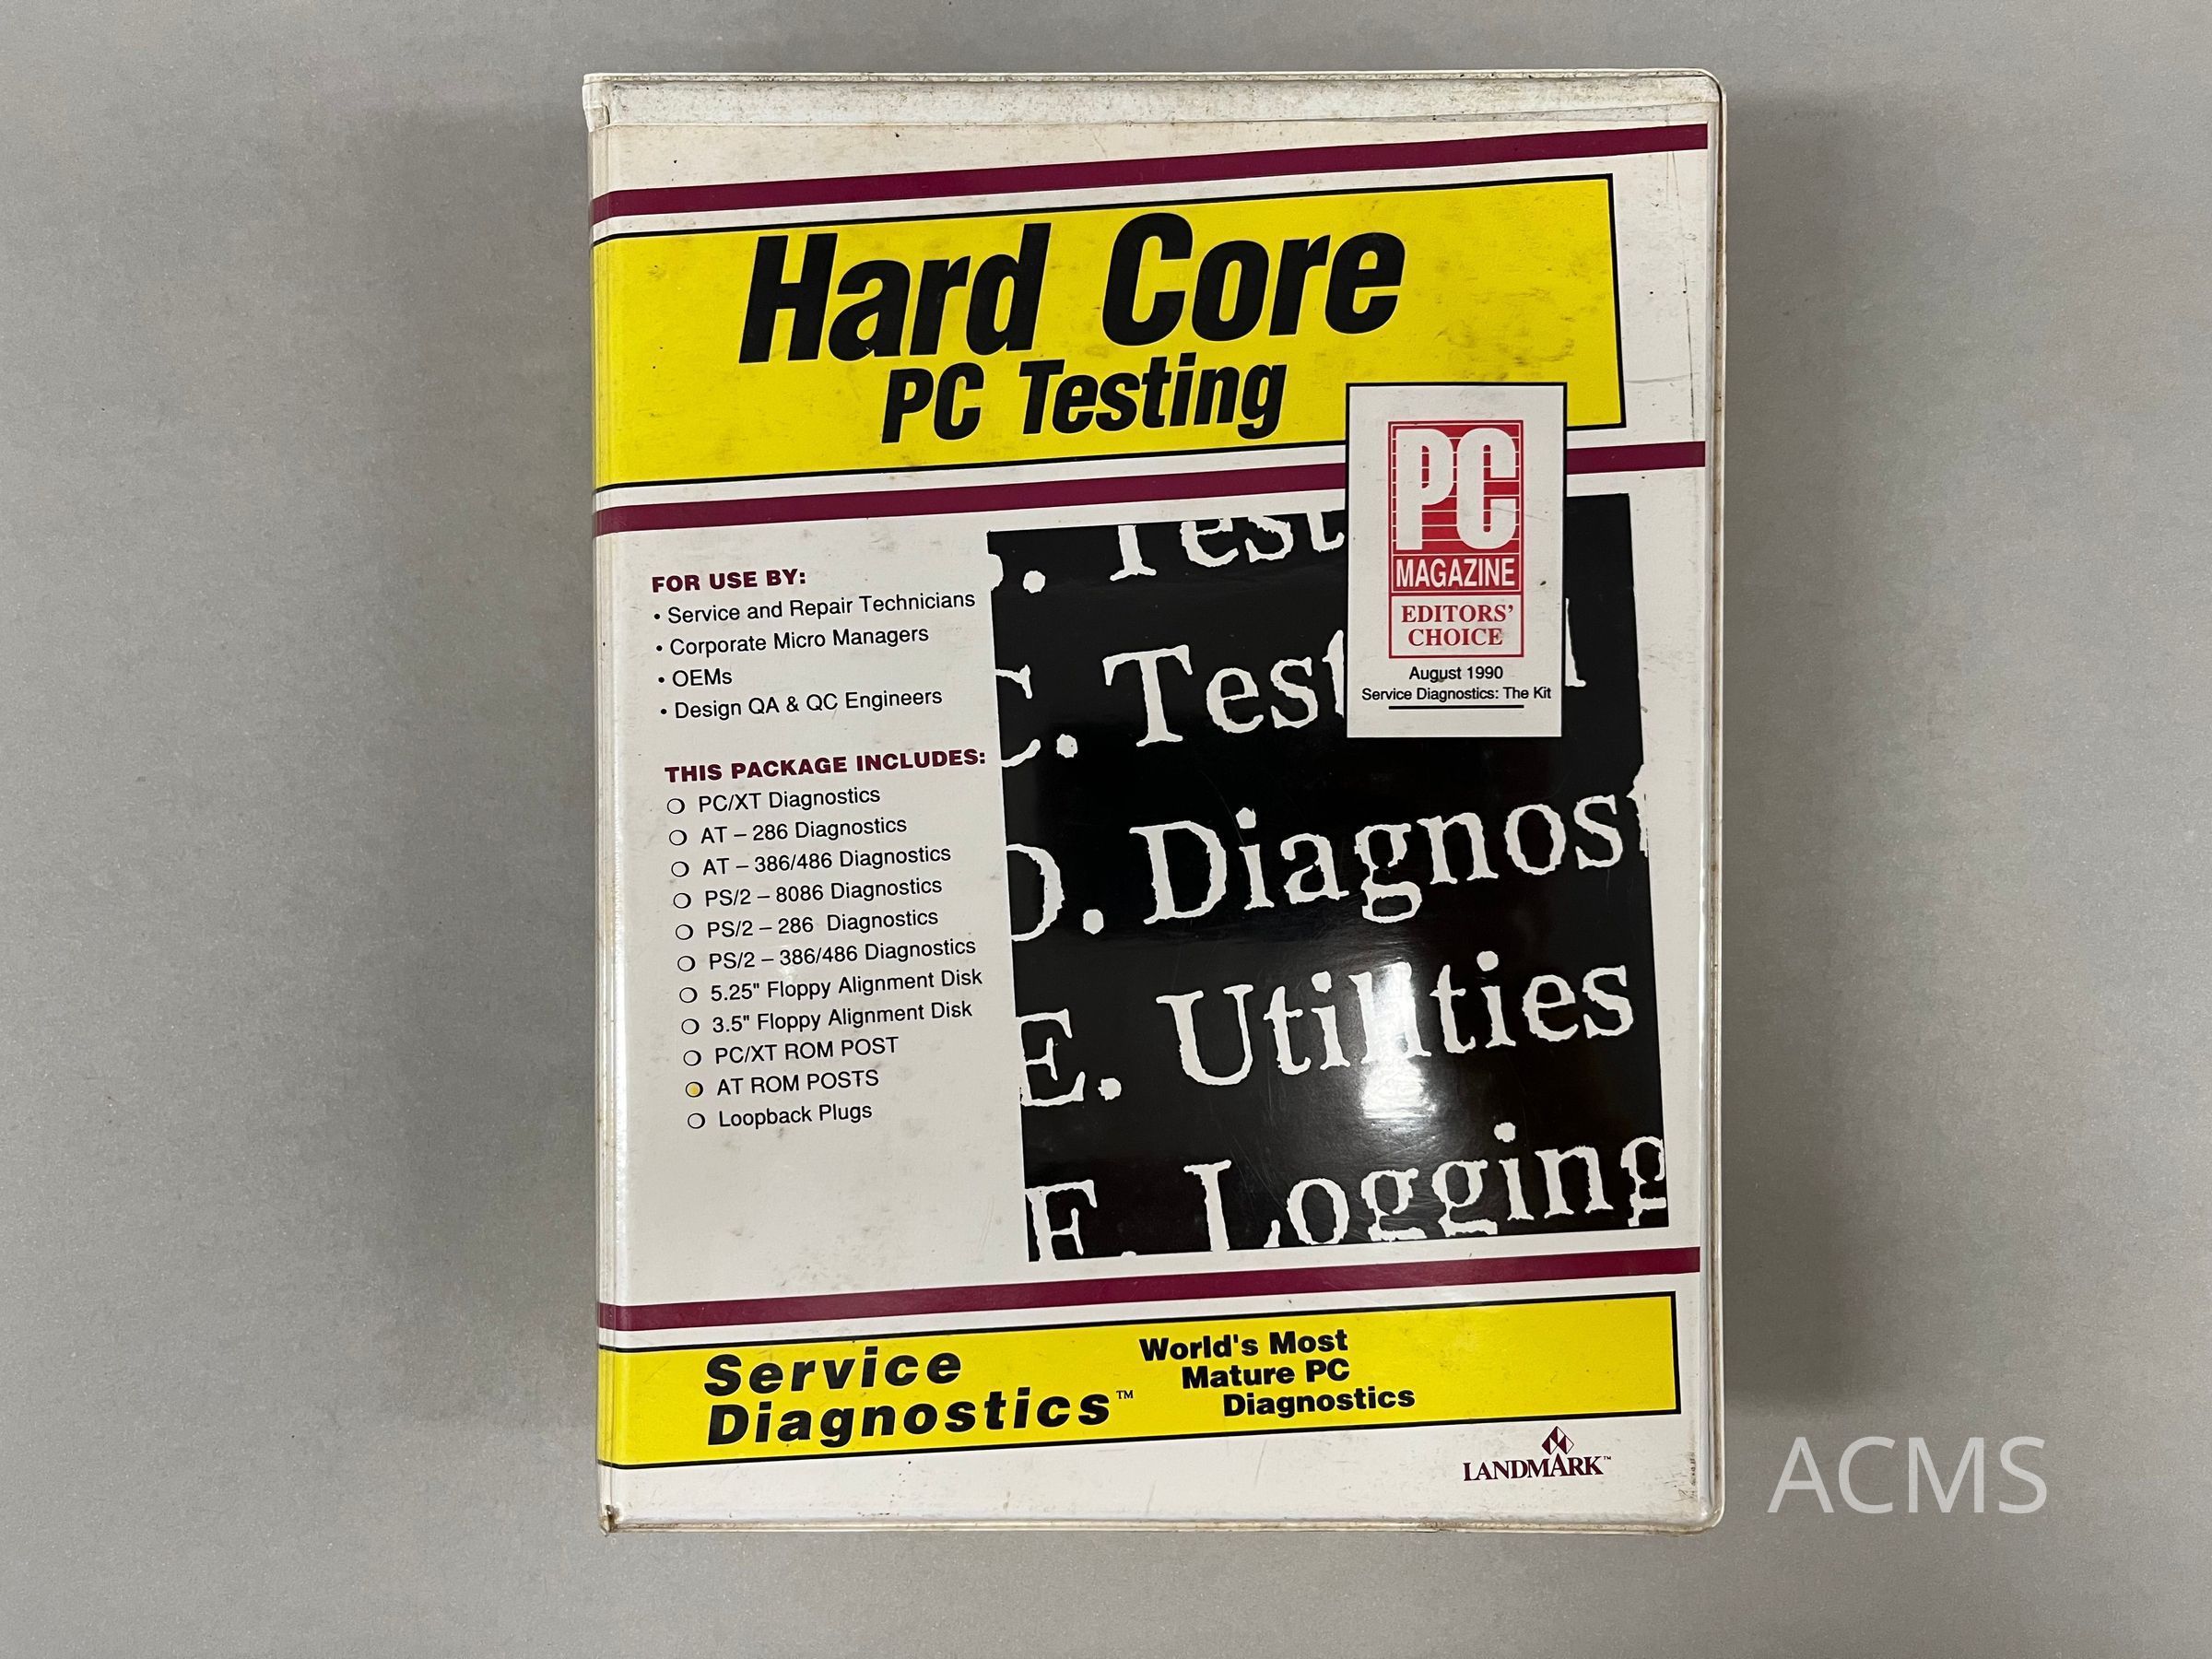 Hard Core
PC Testing
PC
MAGAZINE
EDITORS'
CHOICE
August 1990
Service Diagnostics: The Kit
FOR USE BY:
• Service and Repair Technicians
• Corporate Micro Managers
• OEMs
• Design QA & QC Engineers
THIS PACKAGE INCLUDES:
PC/XT Diagnostics
AT – 286 Diagnostics
AT – 386/486 Diagnostics
PS/2 – 8086 Diagnostics
PS/2 – 286 Diagnostics
PS/2 – 386/486 Diagnostics
5.25" Floppy Alignment Disk
3.5" Floppy Alignment Disk
PC/XT ROM POST
AT ROM POSTS
Loopback Plugs
. Test
C. Test
D. Diagnost
E. Utilities
F. Logging
Service
Diagnostics™
World's Most
Mature PC
Diagnostics
LANDMARK™
ACMS